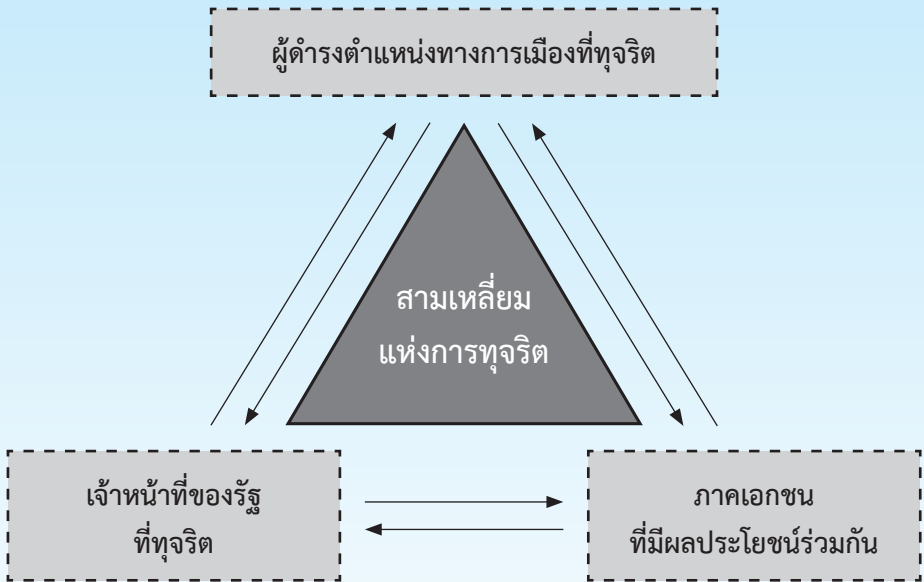 ผู้ดำรงตำแหน่งทางการเมืองที่ทุจริต
สามเหลี่ยม
แห่งการทุจริต
เจ้าหน้าที่ของรัฐ
ที่ทุจริต
ภาคเอกชน
ที่มีผลประโยชน์ร่วมกัน